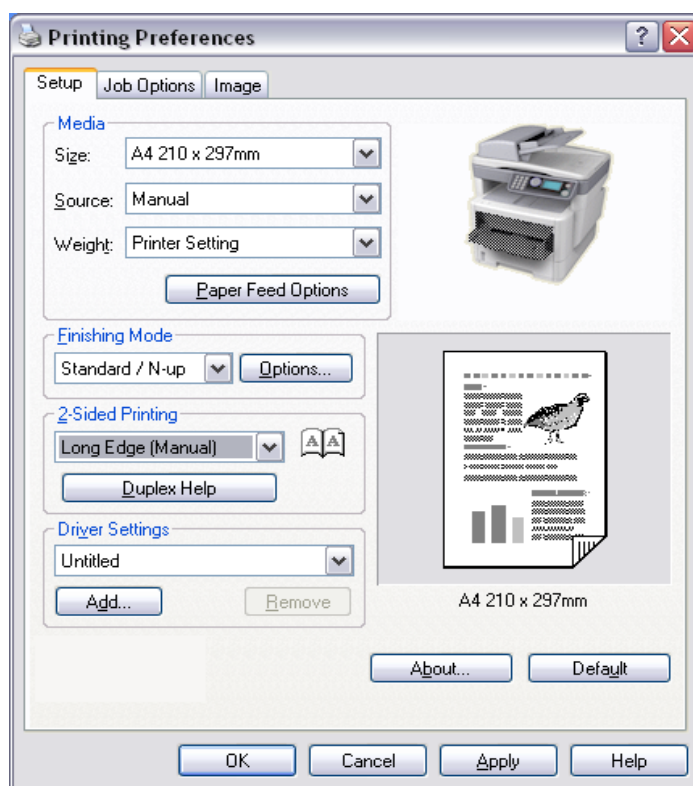 Printing Preferences
Setup Job Options Image
Media
Size: A4 210 x 297mm
Source: Manual
Weight: Printer Setting
Paper Feed Options
Finishing Mode
Standard / N-up Options...
2-Sided Printing
Long Edge (Manual) A A
Duplex Help
Driver Settings
Untitled
Add... Remove
A4 210 x 297mm
About... Default
OK Cancel Apply Help